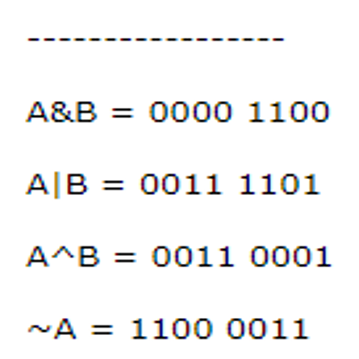 -----------------
A&B = 0000 1100
A|B = 0011 1101
A^B = 0011 0001
~A = 1100 0011